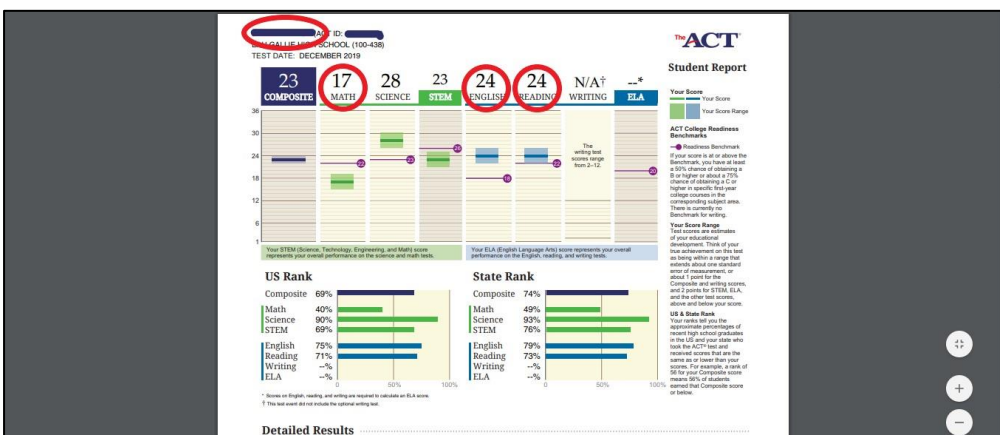 ACT ID:
HIGH SCHOOL (100-438)
TEST DATE: DECEMBER 2019
The ACT
Student Report
23 17 28 23 24 24 N/A† --*
COMPOSITE MATH SCIENCE STEM ENGLISH READING WRITING ELA
36
30
24
18
12
6
1
22
23
26
18
22
20
The
writing test
scores range
from 2–12.
Your STEM (Science, Technology, Engineering, and Math) score
represents your overall performance on the science and math tests.
Your ELA (English Language Arts) score represents your overall
performance on the English, reading, and writing tests.
Your Score
Your Score
Your Score Range
ACT College Readiness
Benchmarks
Readiness Benchmark
If your score is at or above the
Benchmark, you have at least
a 50% chance of obtaining a
B or higher or about a 75%
chance of obtaining a C or
higher in specific first-year
college courses in the
corresponding subject area.
There is currently no
Benchmark for writing.
Your Score Range
Test scores are estimates
of your educational
development. Think of your
true achievement on this test
as being within a range that
extends about one standard
error of measurement, or
about 1 point for the
Composite and writing scores,
and 2 points for STEM, ELA,
and the other test scores,
above and below your score.
US & State Rank
Your ranks tell you the
approximate percentages of
recent high school graduates
in the US and your state who
took the ACT® test and
received scores that are the
same as or lower than your
scores. For example, a rank of
56 for your Composite score
means 56% of students
earned that Composite score
or below.
US Rank
Composite 69%
Math 40%
Science 90%
STEM 69%
English 75%
Reading 71%
Writing --%
ELA --%
0 50% 100%
State Rank
Composite 74%
Math 49%
Science 93%
STEM 76%
English 79%
Reading 73%
Writing --%
ELA --%
0 50% 100%
* Scores on English, reading, and writing are required to calculate an ELA score.
† This test event did not include the optional writing test.
Detailed Results